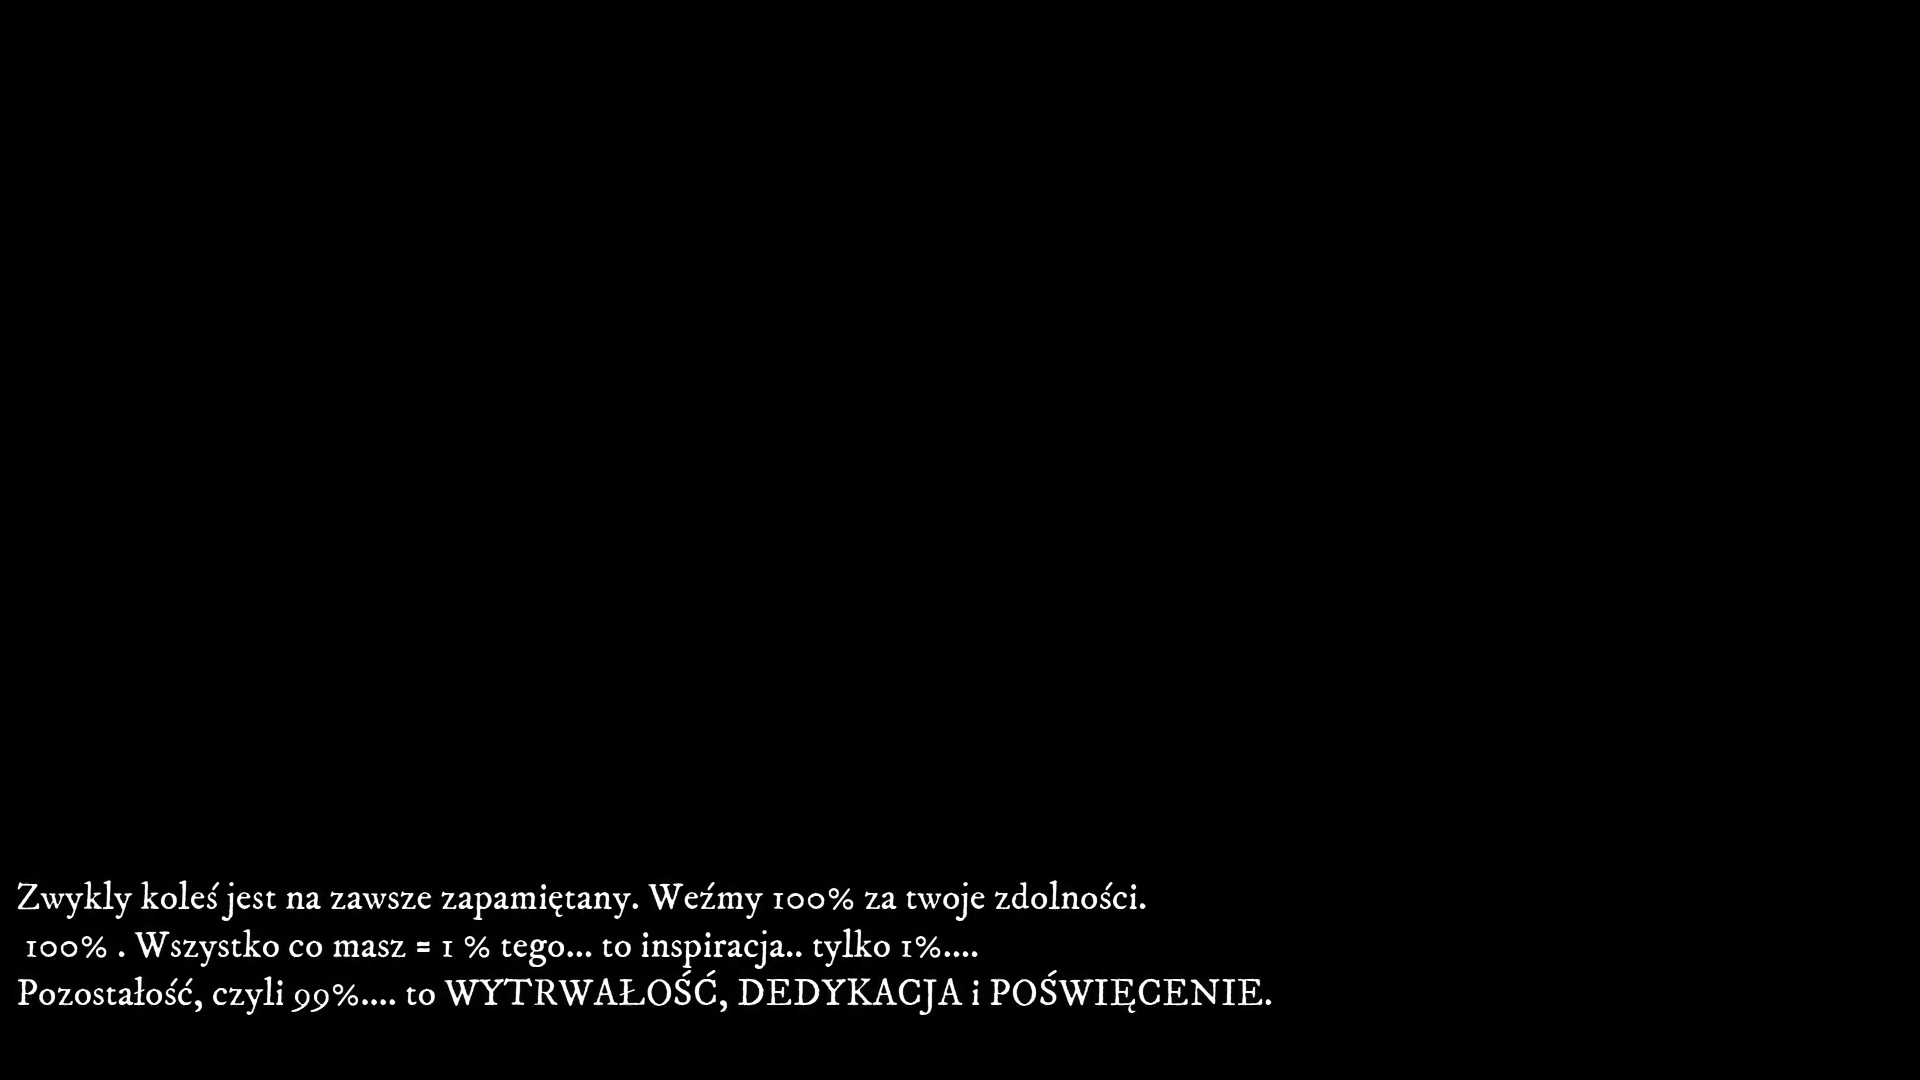 Zwykly koleś jest na zawsze zapamiętany. Weźmy 100% za twoje zdolności.
100% . Wszystko co masz = 1 % tego... to inspiracja.. tylko 1%....
Pozostałość, czyli 99%.... to WYTRWAŁOŚĆ, DEDYKACJA i POŚWIĘCENIE.